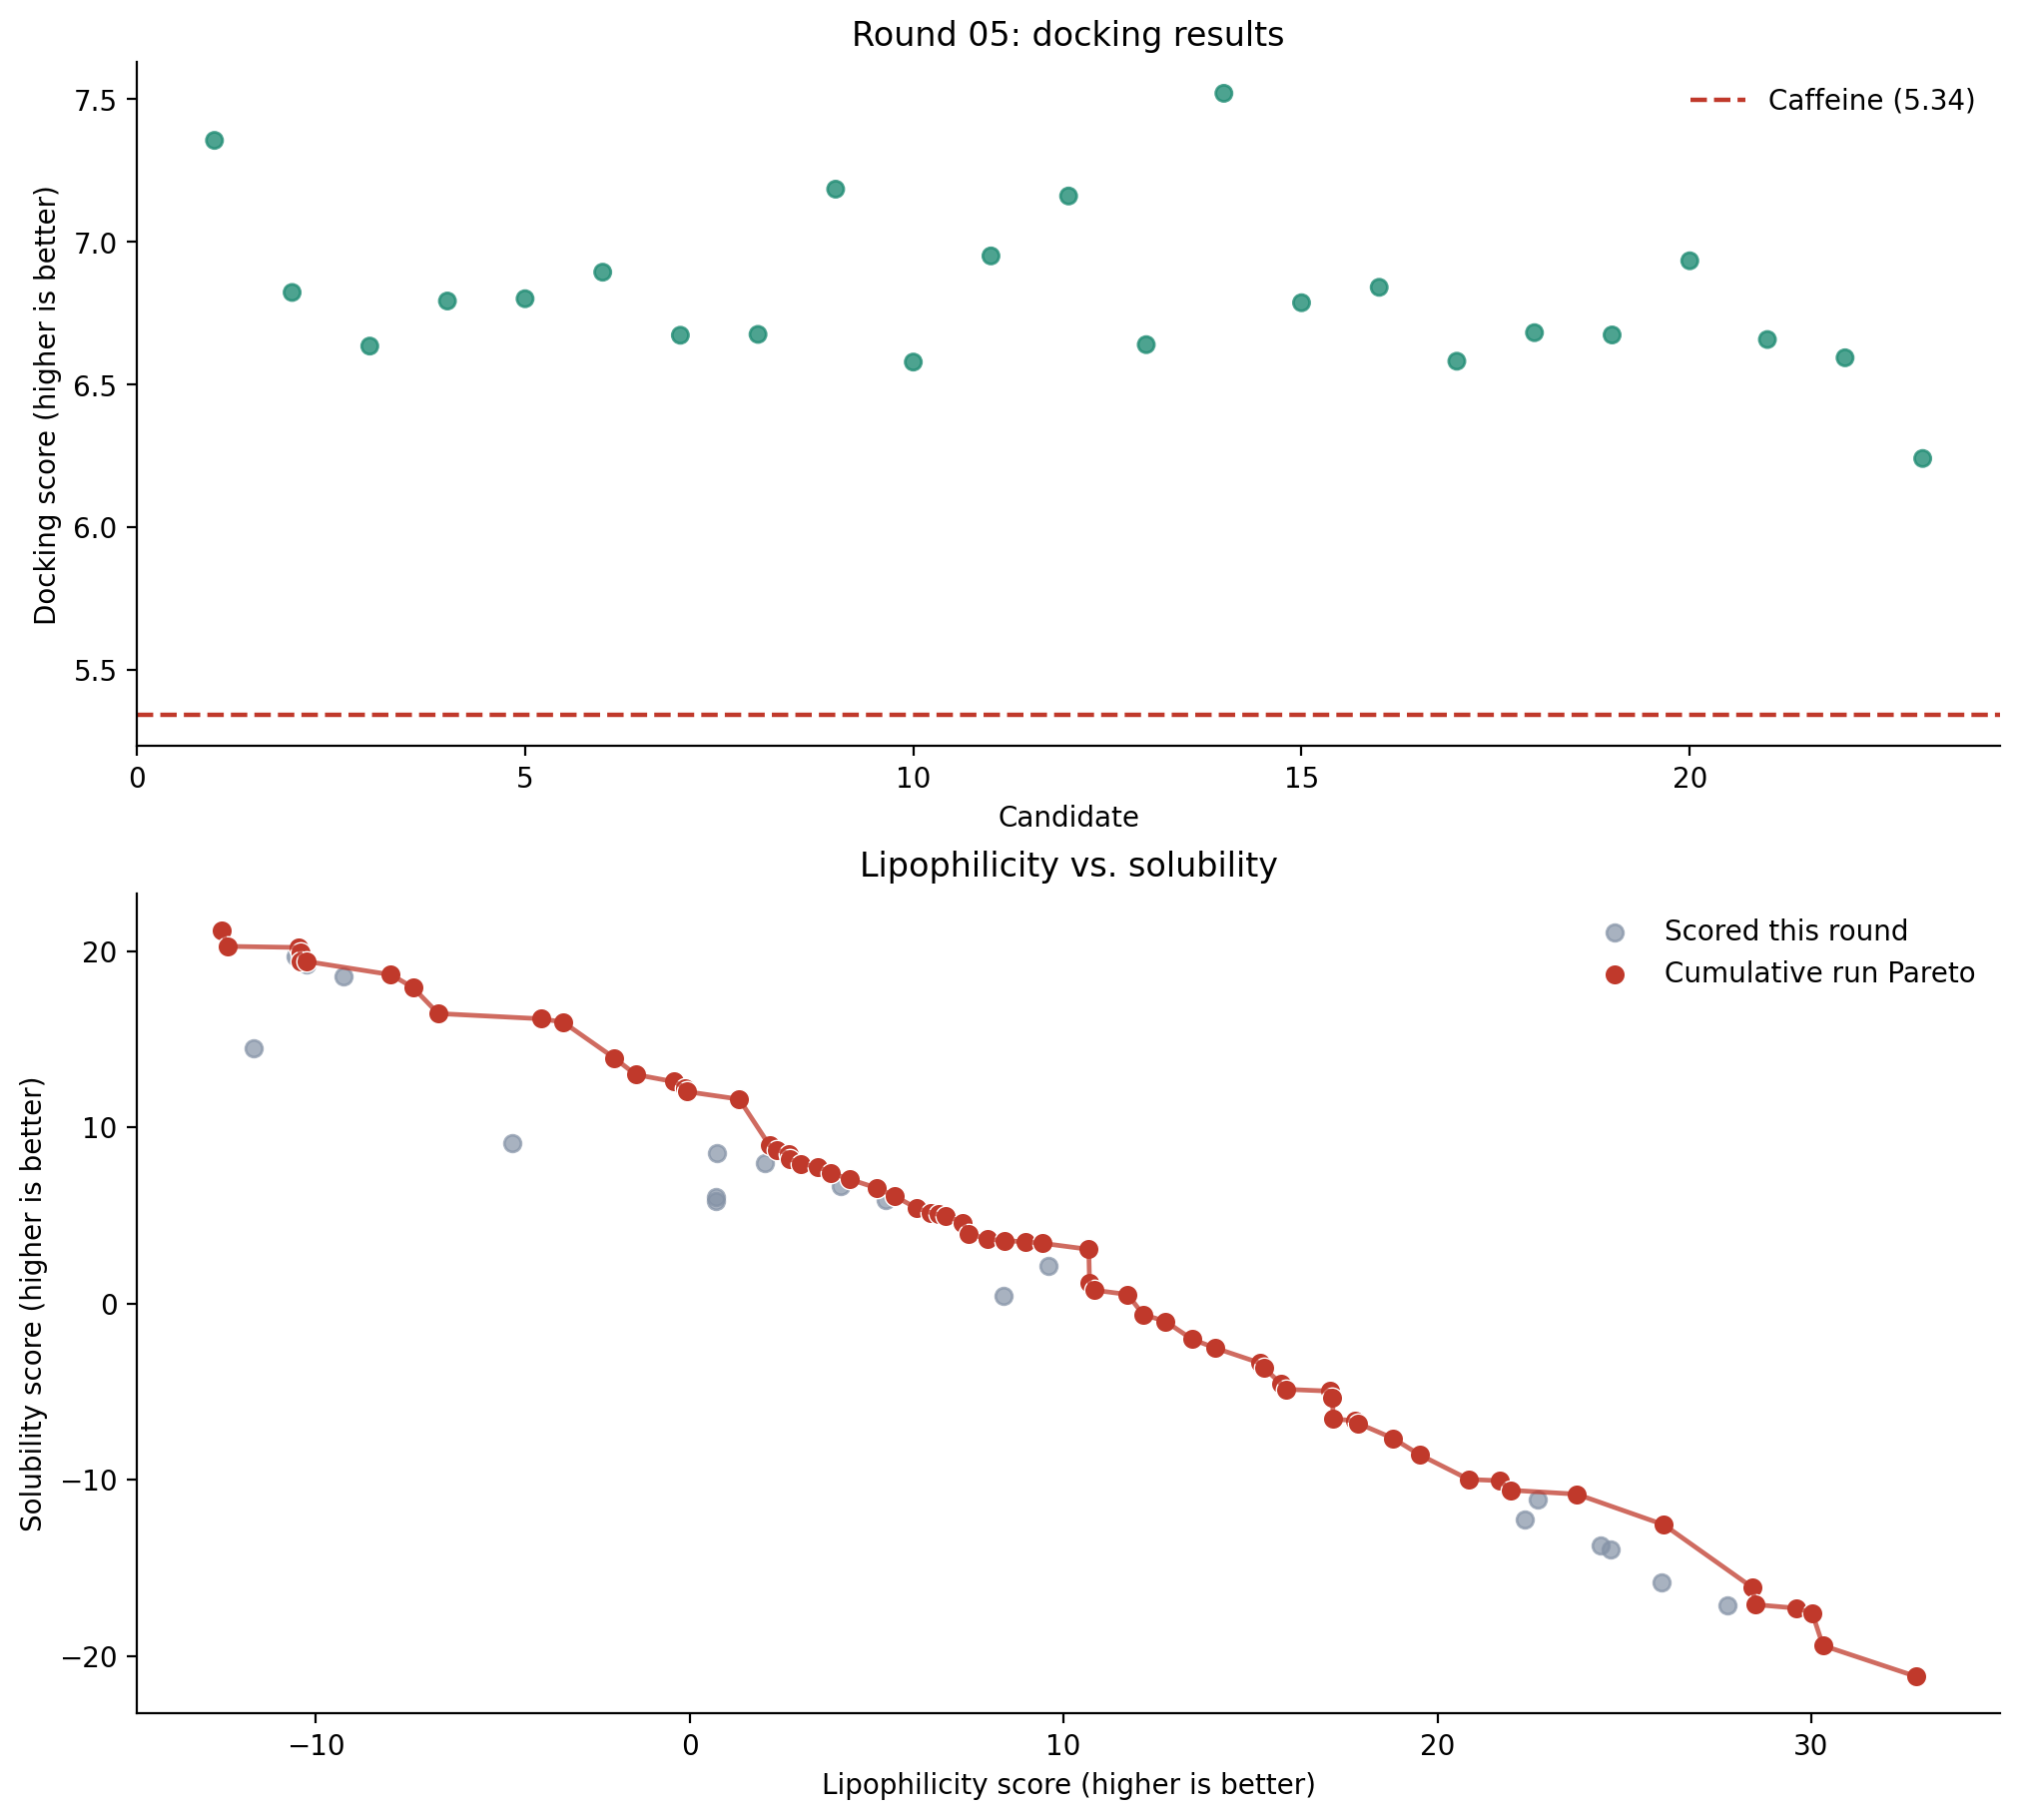 Round 05: docking results
Docking score (higher is better)
7.5
7.0
6.5
6.0
5.5
Caffeine (5.34)
0
5
10
15
20
Candidate
Lipophilicity vs. solubility
Solubility score (higher is better)
20
10
0
−10
−20
Scored this round
Cumulative run Pareto
−10
0
10
20
30
Lipophilicity score (higher is better)